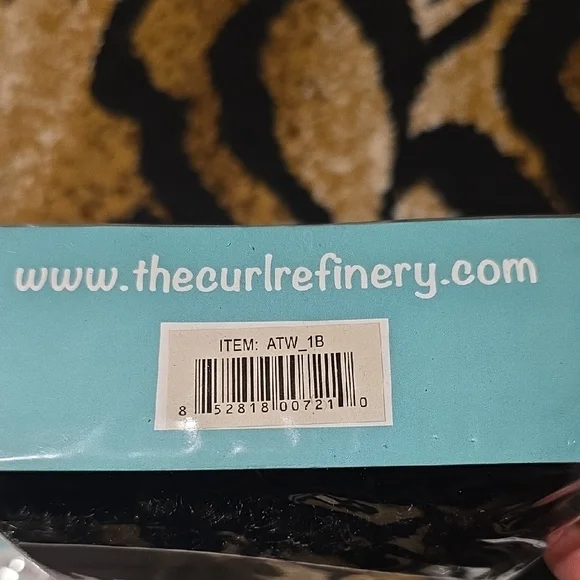 www.thecurlrefinery.com
ITEM: ATW_1B
8 52818 00721 0